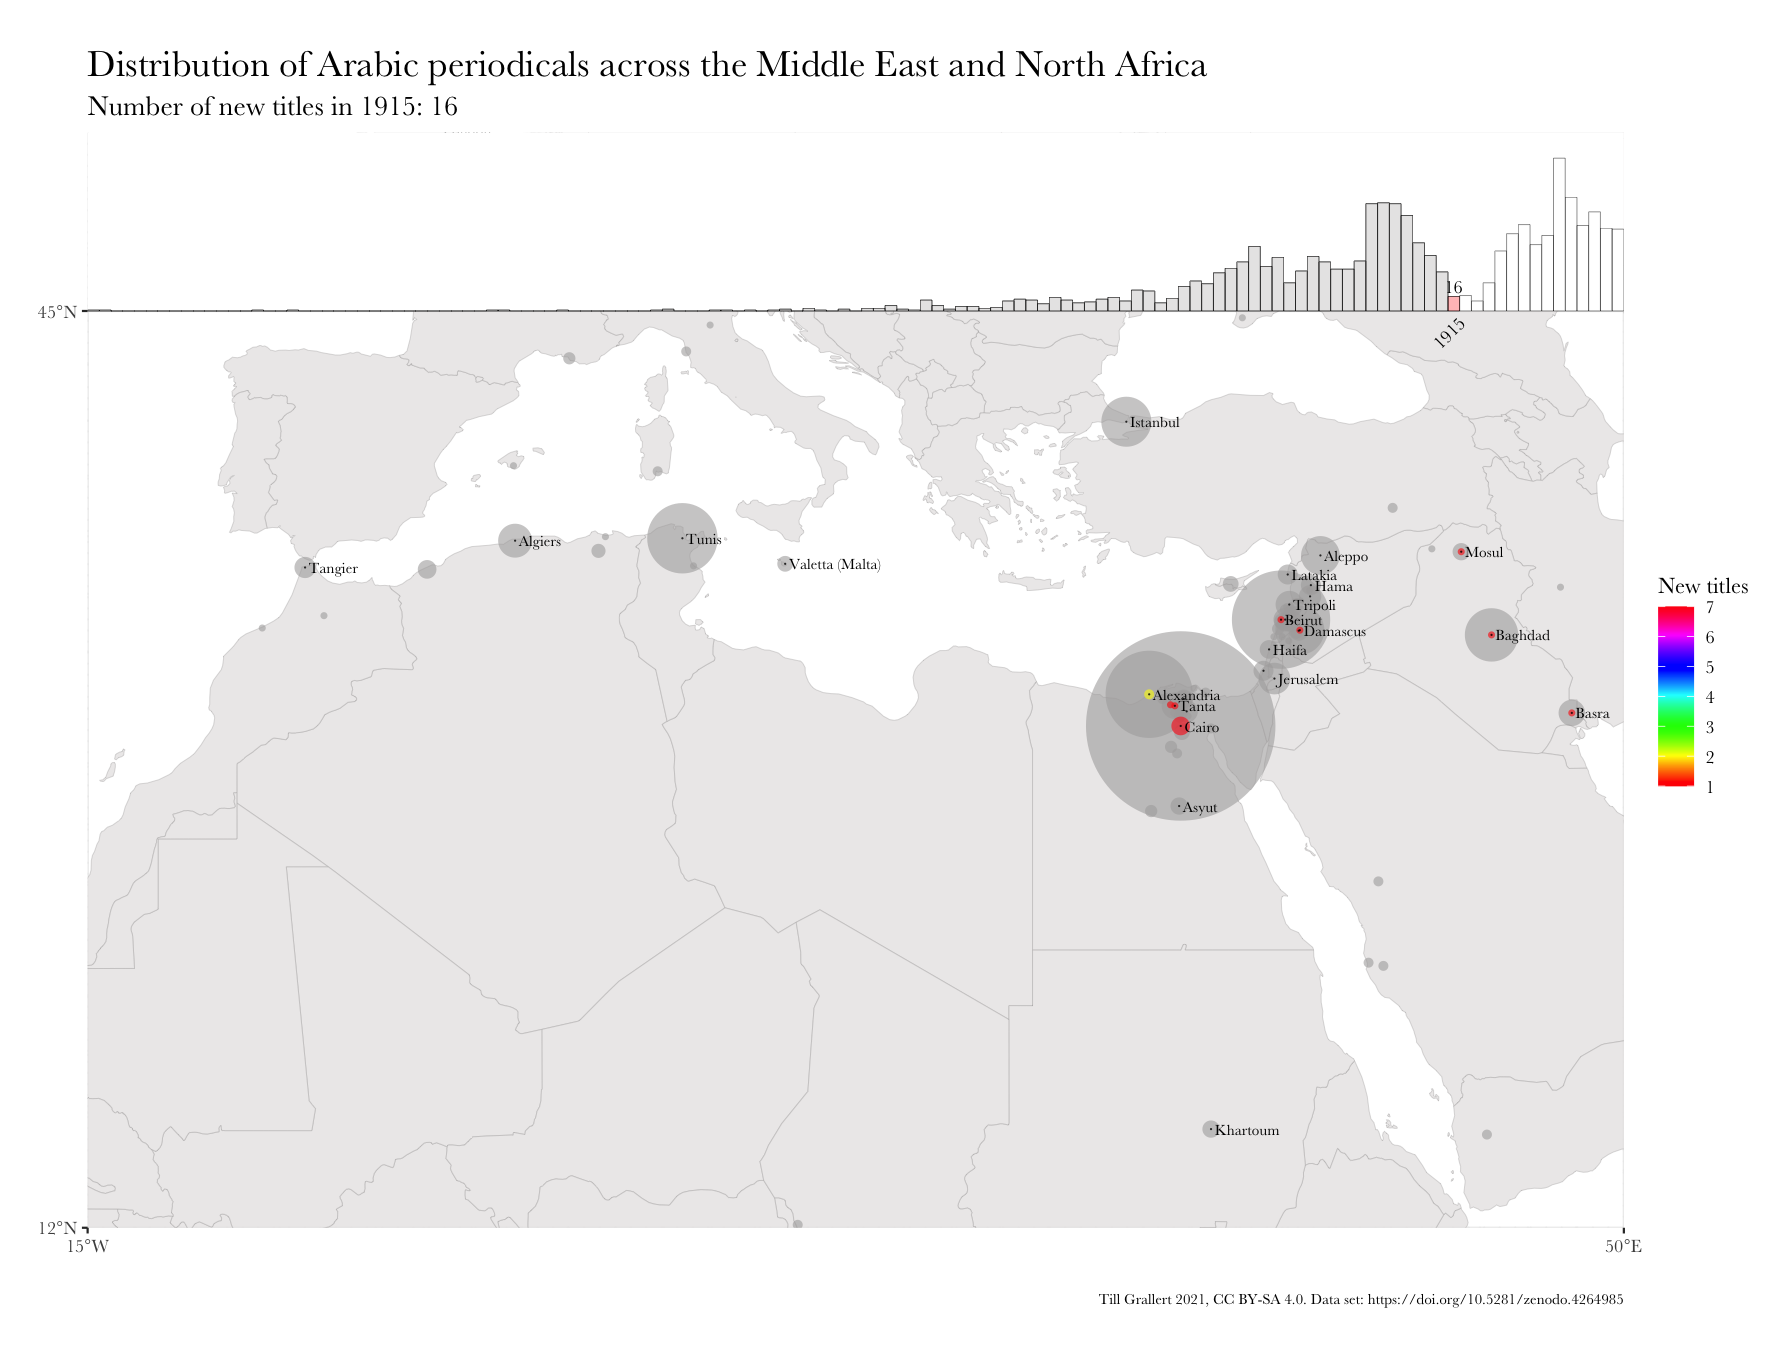 Distribution of Arabic periodicals across the Middle East and North Africa
Number of new titles in 1915: 16
16
1915
45°N
Istanbul
Algiers
Tunis
Tangier
Valetta (Malta)
Aleppo
Mosul
Latakia
Hama
Tripoli
Beirut
Damascus
Baghdad
Haifa
Jerusalem
Alexandria
Tanta
Cairo
Basra
Asyut
Khartoum
New titles
7
6
5
4
3
2
1
12°N
15°W
50°E
Till Grallert 2021, CC BY-SA 4.0. Data set: https://doi.org/10.5281/zenodo.4264985